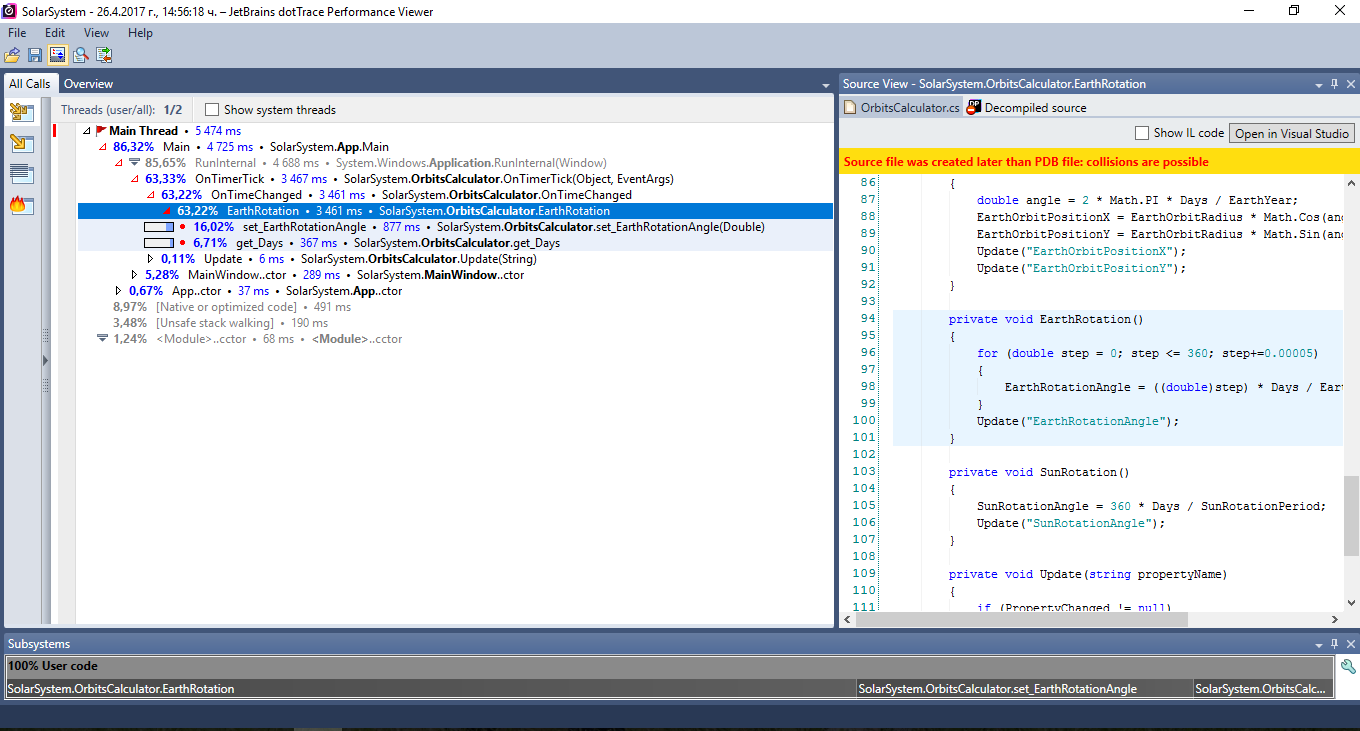 SolarSystem - 26.4.2017 г., 14:56:18 ч. – JetBrains dotTrace Performance Viewer
File Edit View Help
All Calls Overview
Threads (user/all): 1/2 Show system threads
Main Thread • 5 474 ms
86,32% Main • 4 725 ms • SolarSystem.App.Main
85,65% RunInternal • 4 688 ms • System.Windows.Application.RunInternal(Window)
63,33% OnTimerTick • 3 467 ms • SolarSystem.OrbitsCalculator.OnTimerTick(Object, EventArgs)
63,22% OnTimeChanged • 3 461 ms • SolarSystem.OrbitsCalculator.OnTimeChanged
63,22% EarthRotation • 3 461 ms • SolarSystem.OrbitsCalculator.EarthRotation
16,02% set_EarthRotationAngle • 877 ms • SolarSystem.OrbitsCalculator.set_EarthRotationAngle(Double)
6,71% get_Days • 367 ms • SolarSystem.OrbitsCalculator.get_Days
0,11% Update • 6 ms • SolarSystem.OrbitsCalculator.Update(String)
5,28% MainWindow..ctor • 289 ms • SolarSystem.MainWindow..ctor
0,67% App..ctor • 37 ms • SolarSystem.App..ctor
8,97% [Native or optimized code] • 491 ms
3,48% [Unsafe stack walking] • 190 ms
1,24% <Module>..cctor • 68 ms • <Module>..cctor
Source View - SolarSystem.OrbitsCalculator.EarthRotation
OrbitsCalculator.cs DP Decompiled source
Show IL code Open in Visual Studio
Source file was created later than PDB file: collisions are possible
86 {
87 double angle = 2 * Math.PI * Days / EarthYear;
88 EarthOrbitPositionX = EarthOrbitRadius * Math.Cos(an
89 EarthOrbitPositionY = EarthOrbitRadius * Math.Sin(an
90 Update("EarthOrbitPositionX");
91 Update("EarthOrbitPositionY");
92 }
93
94 private void EarthRotation()
95 {
96 for (double step = 0; step <= 360; step+=0.00005)
97 {
98 EarthRotationAngle = ((double)step) * Days / Ear
99 }
100 Update("EarthRotationAngle");
101 }
102
103 private void SunRotation()
104 {
105 SunRotationAngle = 360 * Days / SunRotationPeriod;
106 Update("SunRotationAngle");
107 }
108
109 private void Update(string propertyName)
110 {
111 if (PropertyChanged != null)
Subsystems
100% User code
SolarSystem.OrbitsCalculator.EarthRotation SolarSystem.OrbitsCalculator.set_EarthRotationAngle SolarSystem.OrbitsCalc...